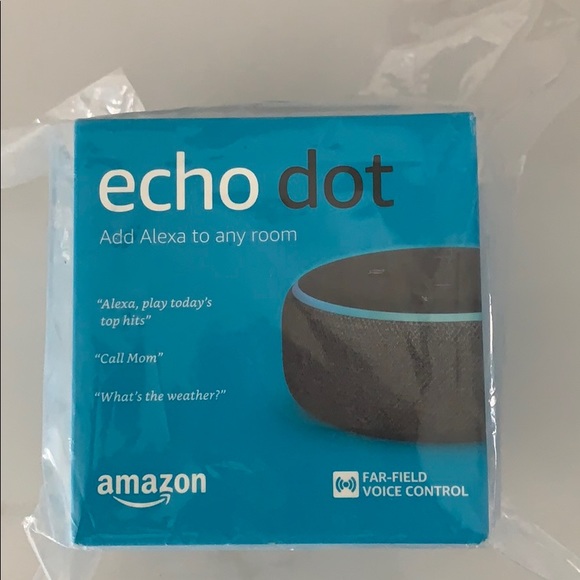 echo dot
Add Alexa to any room
“Alexa, play today’s
top hits”
“Call Mom”
“What’s the weather?”
amazon
FAR-FIELD
VOICE CONTROL